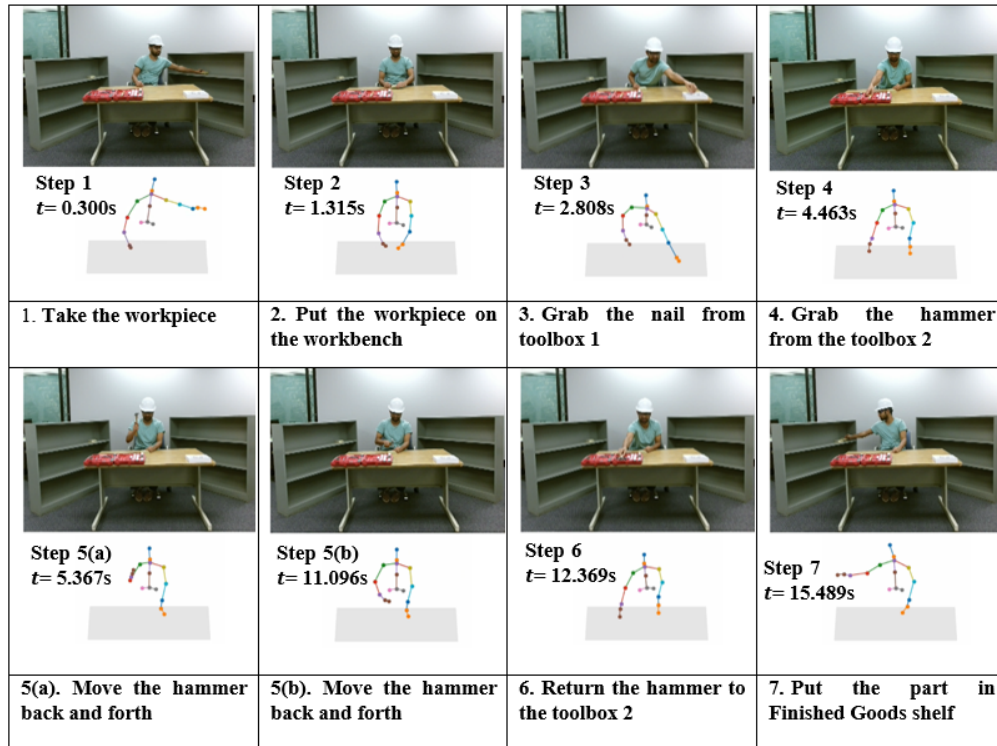 Step 1
t= 0.300s
Step 2
t= 1.315s
Step 3
t= 2.808s
Step 4
t= 4.463s
1. Take the workpiece
2. Put the workpiece on
the workbench
3. Grab the nail from
toolbox 1
4. Grab the hammer
from the toolbox 2
Step 5(a)
t= 5.367s
Step 5(b)
t= 11.096s
Step 6
t= 12.369s
Step 7
t= 15.489s
5(a). Move the hammer
back and forth
5(b). Move the hammer
back and forth
6. Return the hammer to
the toolbox 2
7. Put the part in
Finished Goods shelf